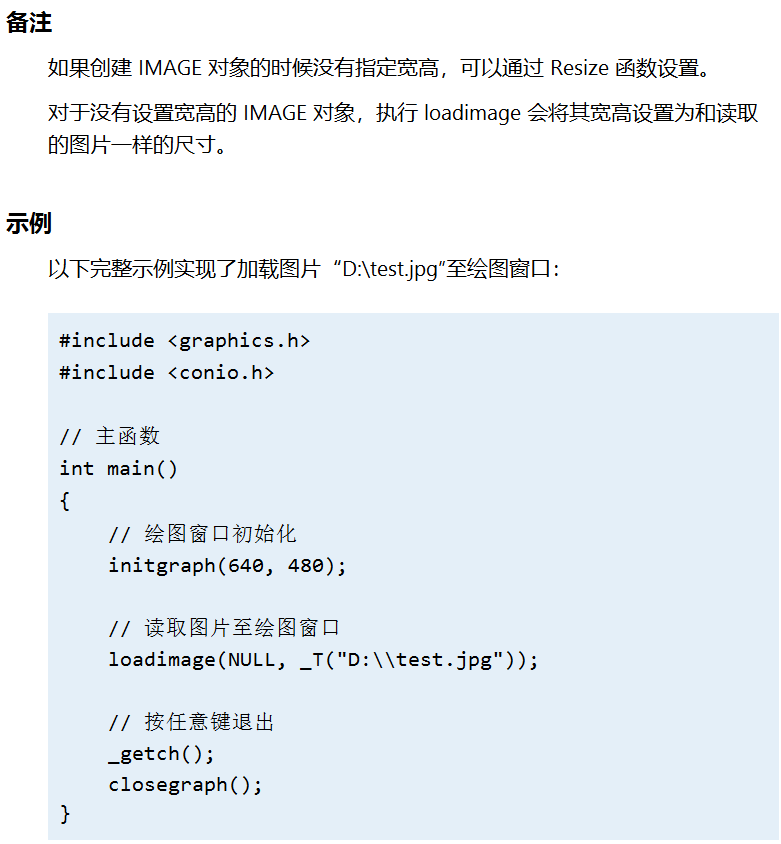 备注
如果创建 IMAGE 对象的时候没有指定宽高，可以通过 Resize 函数设置。
对于没有设置宽高的 IMAGE 对象，执行 loadimage 会将其宽高设置为和读取
的图片一样的尺寸。
示例
以下完整示例实现了加载图片“D:\test.jpg”至绘图窗口：
#include <graphics.h>
#include <conio.h>
// 主函数
int main()
{
// 绘图窗口初始化
initgraph(640, 480);
// 读取图片至绘图窗口
loadimage(NULL, _T("D:\\test.jpg"));
// 按任意键退出
_getch();
closegraph();
}